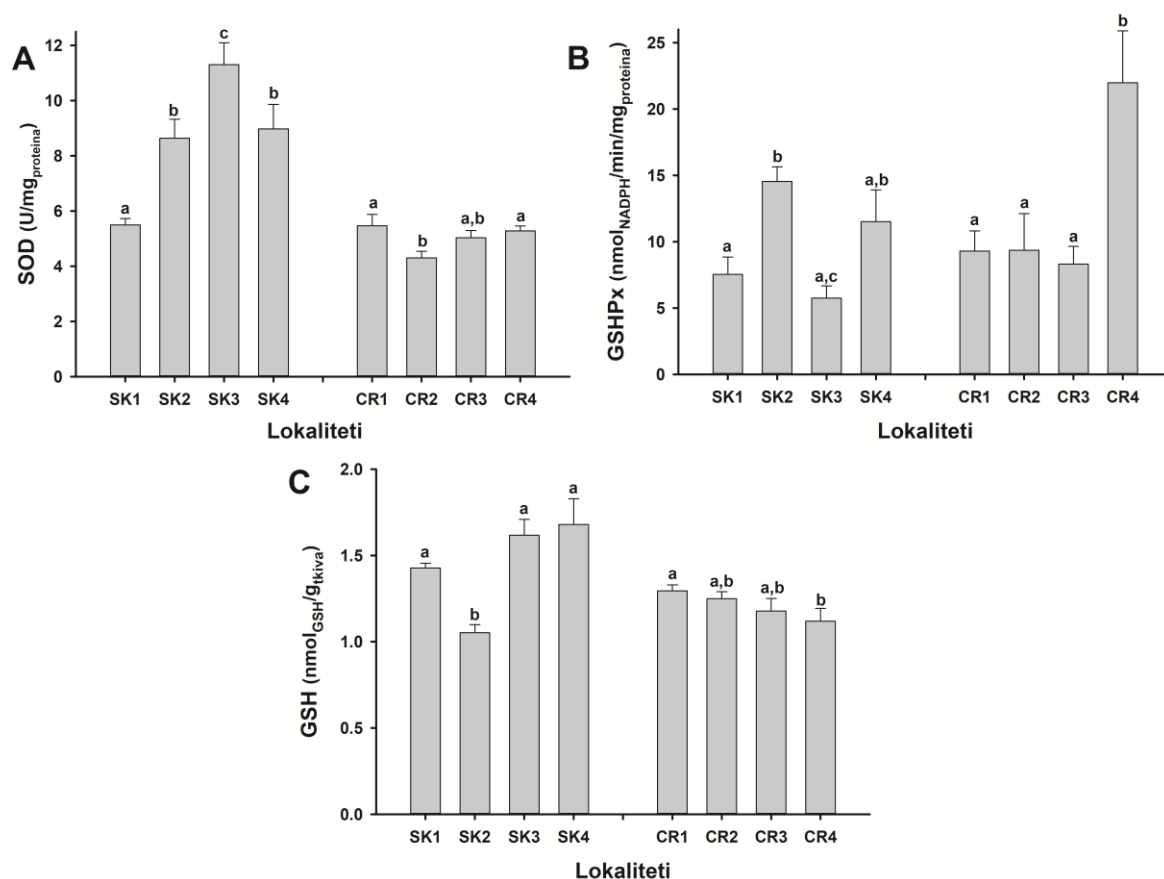 A
SOD (U/mgproteina)
12
10
8
6
4
2
0
a
b
c
b
a
b
a,b
a
SK1 SK2 SK3 SK4 CR1 CR2 CR3 CR4
Lokaliteti
B
GSHPx (nmolNADPH/min/mgproteina)
25
20
15
10
5
0
a
b
a,c
a,b
a
a
a
b
SK1 SK2 SK3 SK4 CR1 CR2 CR3 CR4
Lokaliteti
C
GSH (nmolGSH/gtkiva)
2.0
1.5
1.0
0.5
0.0
a
b
a
a
a
a,b
a,b
b
SK1 SK2 SK3 SK4 CR1 CR2 CR3 CR4
Lokaliteti